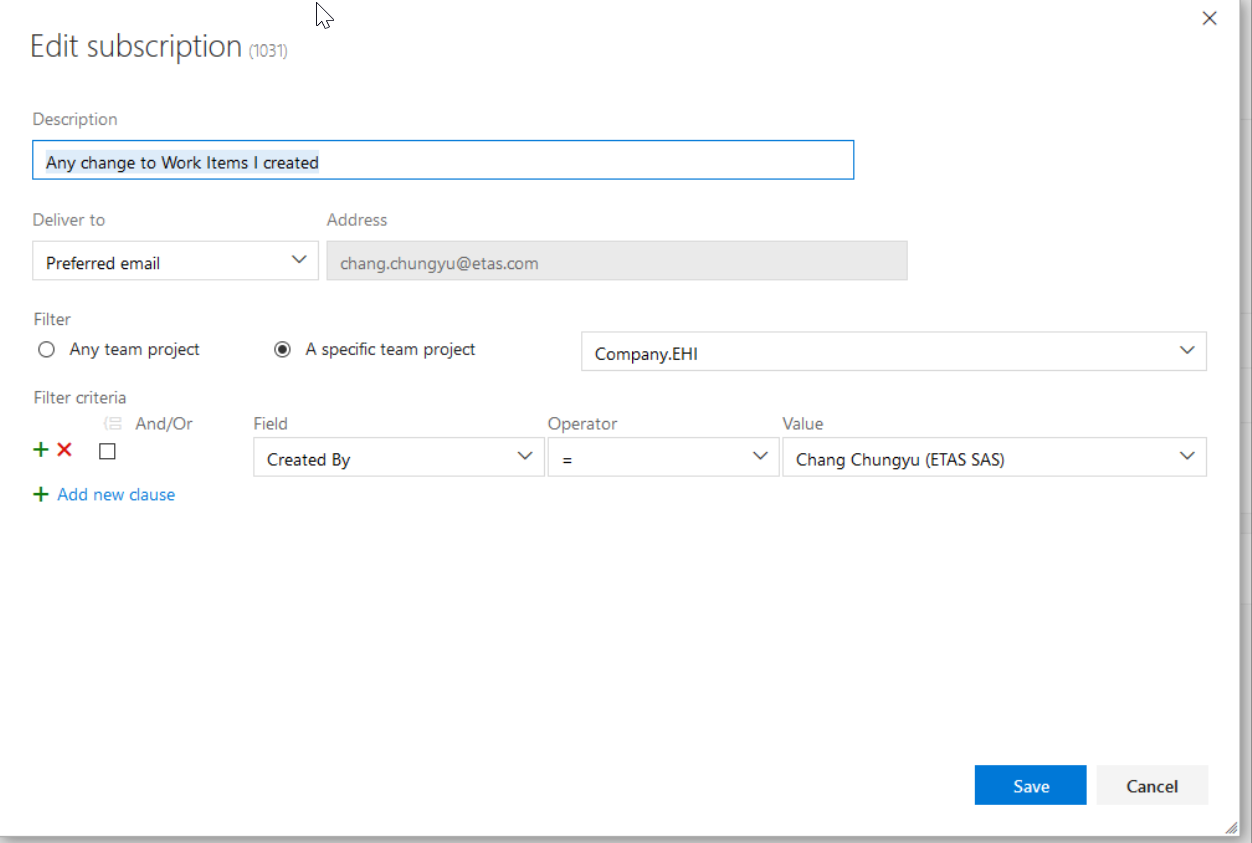 Edit subscription (1031)
Description
Any change to Work Items I created
Deliver to Address
Preferred email chang.chungyu@etas.com
Filter
Any team project A specific team project Company.EHI
Filter criteria
And/Or Field Operator Value
Created By = Chang Chungyu (ETAS SAS)
Add new clause
Save Cancel